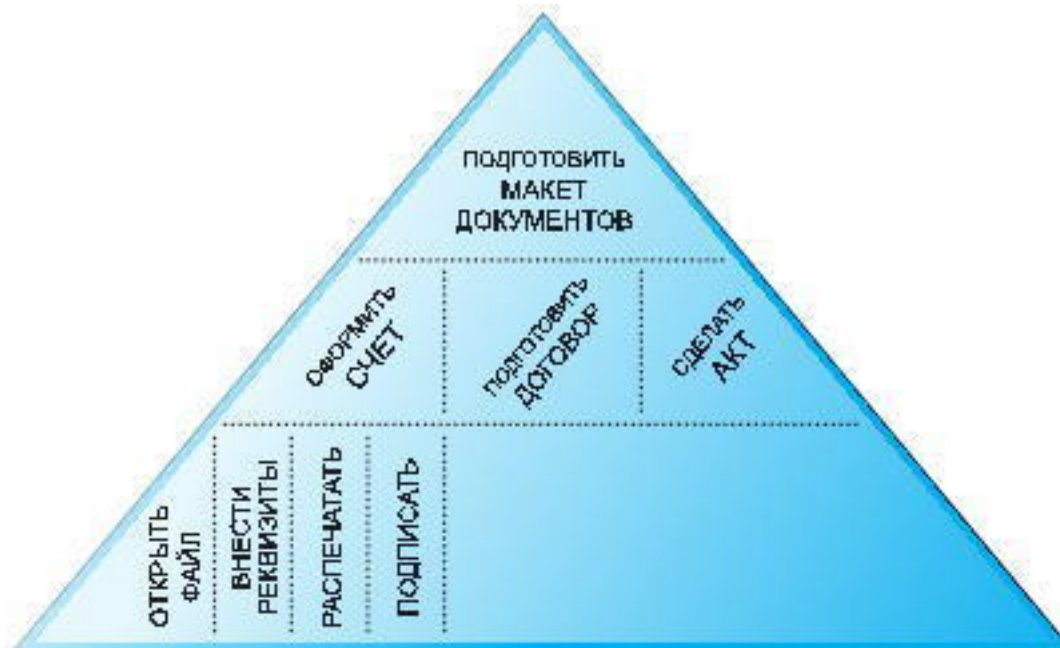 ПОДГОТОВИТЬ
МАКЕТ
ДОКУМЕНТОВ
ОФОРМИТЬ
СЧЕТ
ПОДГОТОВИТЬ
ДОГОВОР
СДЕЛАТЬ
АКТ
ОТКРЫТЬ
ФАЙЛ
ВНЕСТИ
РЕКВИЗИТЫ
РАСПЕЧАТАТЬ
ПОДПИСАТЬ